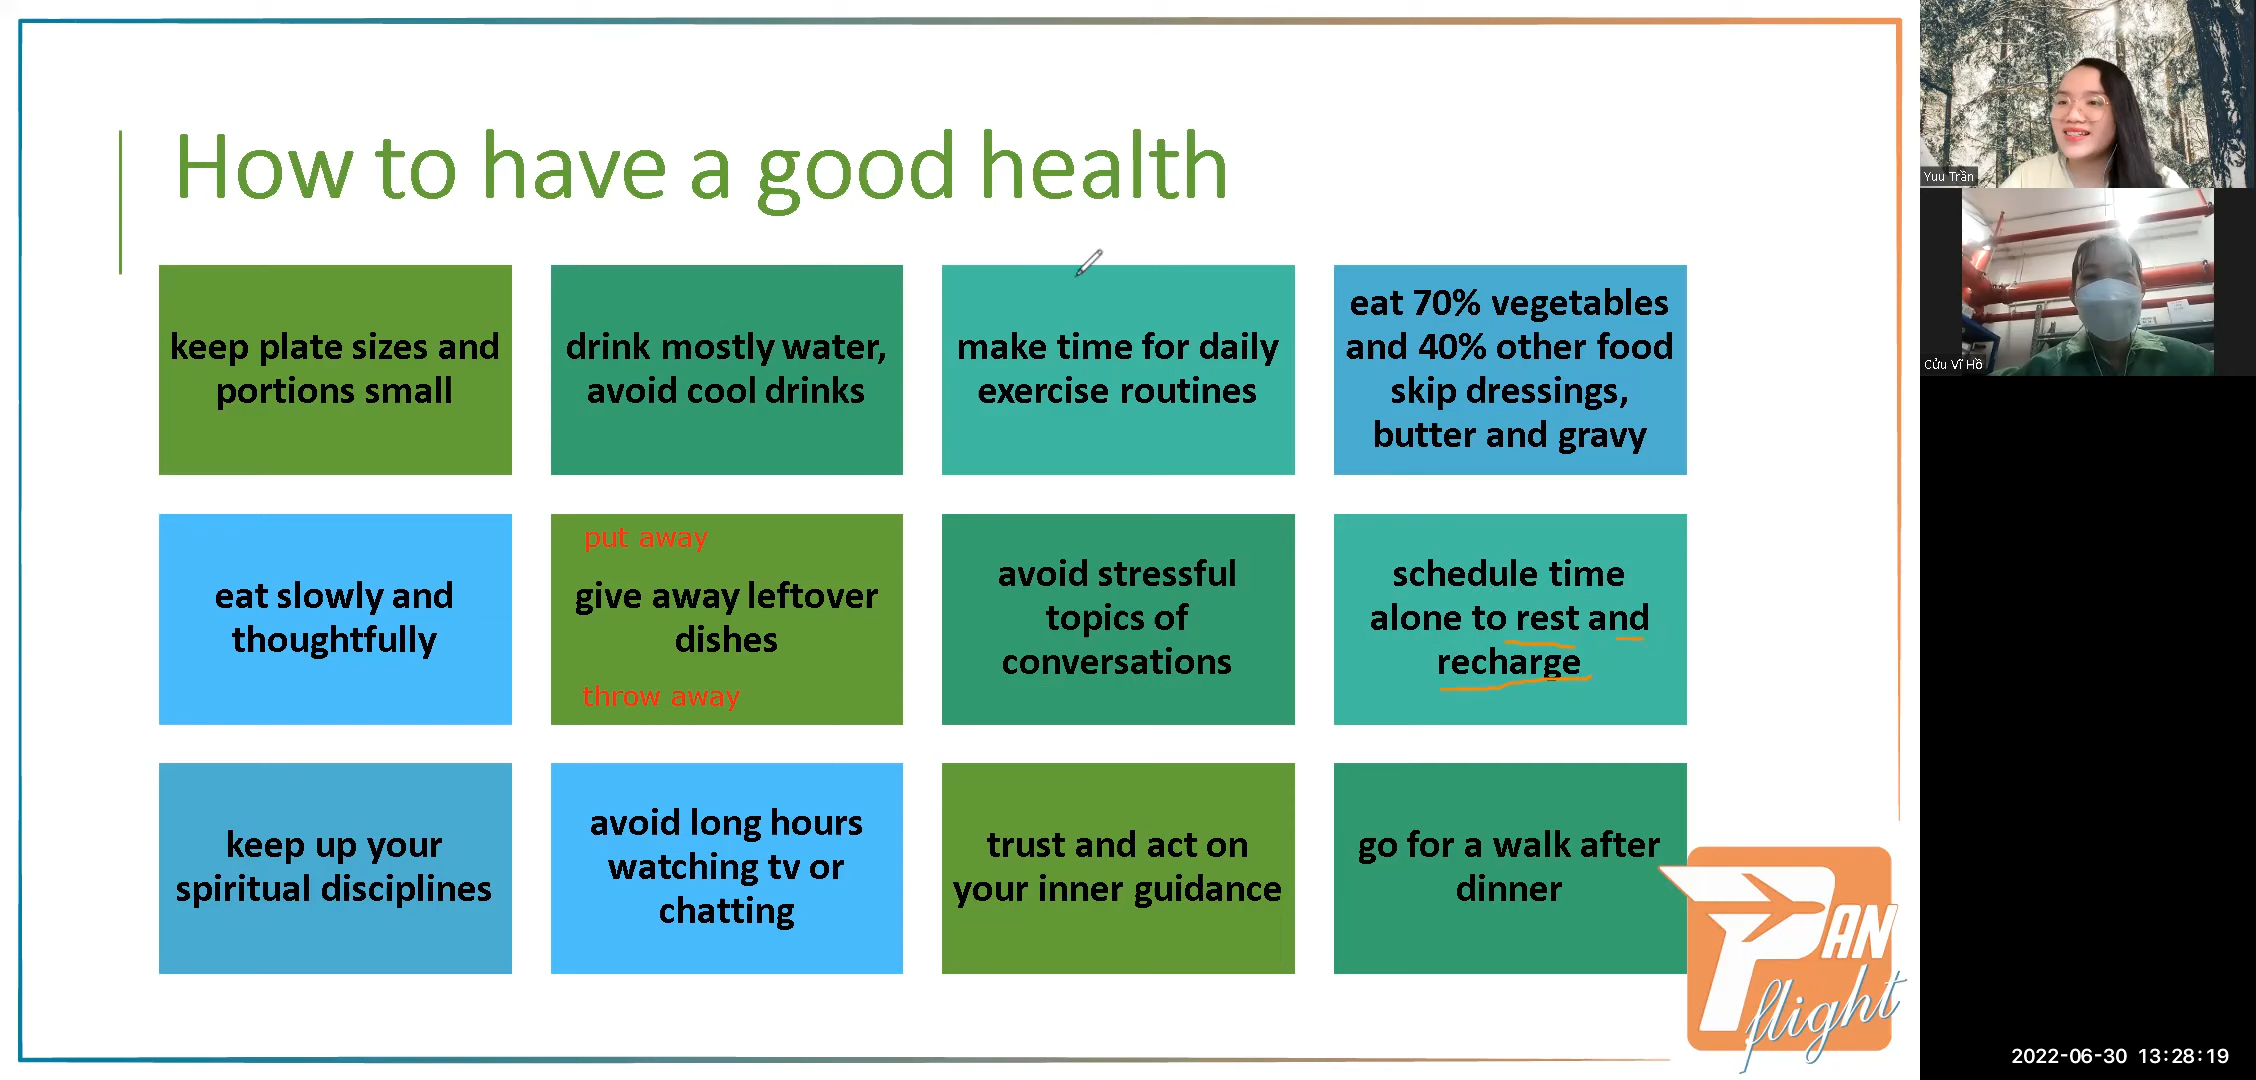 How to have a good health
keep plate sizes and
portions small
drink mostly water,
avoid cool drinks
make time for daily
exercise routines
eat 70% vegetables
and 40% other food
skip dressings,
butter and gravy
eat slowly and
thoughtfully
put away
give away leftover
dishes
throw away
avoid stressful
topics of
conversations
schedule time
alone to rest and
recharge
keep up your
spiritual disciplines
avoid long hours
watching tv or
chatting
trust and act on
your inner guidance
go for a walk after
dinner
PAN
flight
Yuu Trần
Cửu Vĩ Hồ
2022-06-30 13:28:19